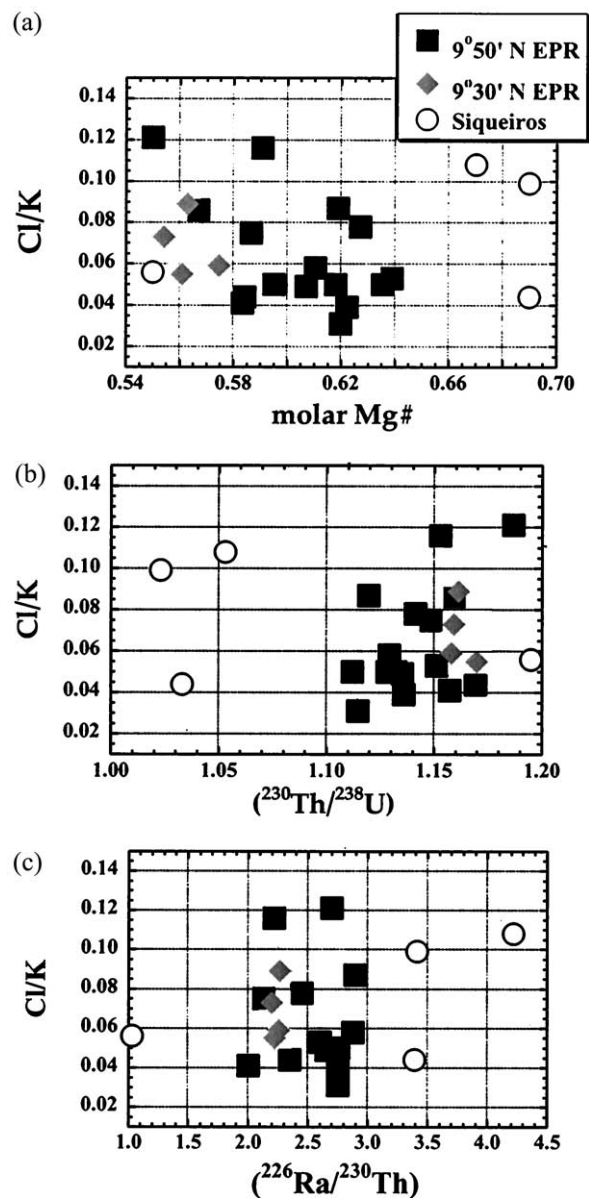 (a)
9°50' N EPR
9°30' N EPR
Siqueiros
0.14
0.12
0.10
0.08
0.06
0.04
0.02
Cl/K
0.54 0.58 0.62 0.66 0.70
molar Mg#
(b)
0.14
0.12
0.10
0.08
0.06
0.04
0.02
Cl/K
1.00 1.05 1.10 1.15 1.20
(²³⁰Th/²³⁸U)
(c)
0.14
0.12
0.10
0.08
0.06
0.04
0.02
Cl/K
1.0 1.5 2.0 2.5 3.0 3.5 4.0 4.5
(²²⁶Ra/²³⁰Th)